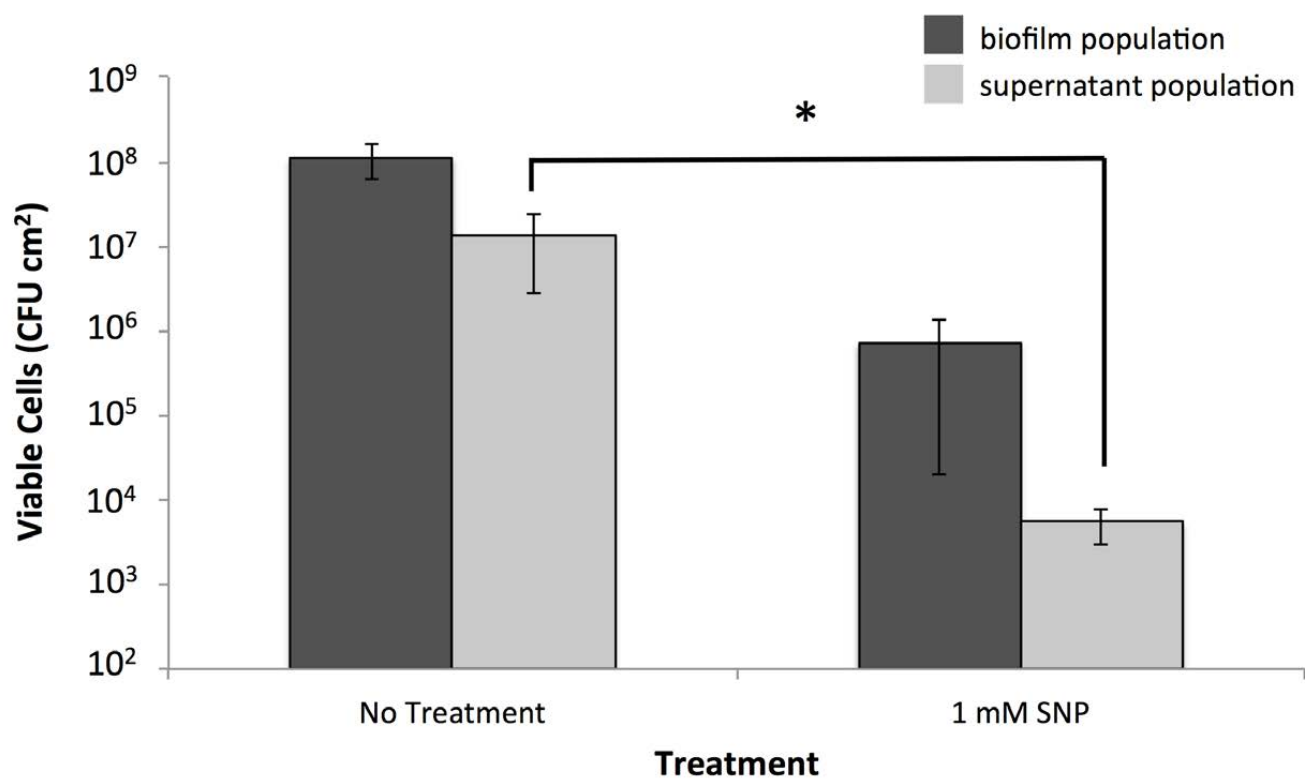 biofilm population
supernatant population
*
10⁹
10⁸
10⁷
10⁶
10⁵
10⁴
10³
10²
Viable Cells (CFU cm²)
No Treatment
1 mM SNP
Treatment